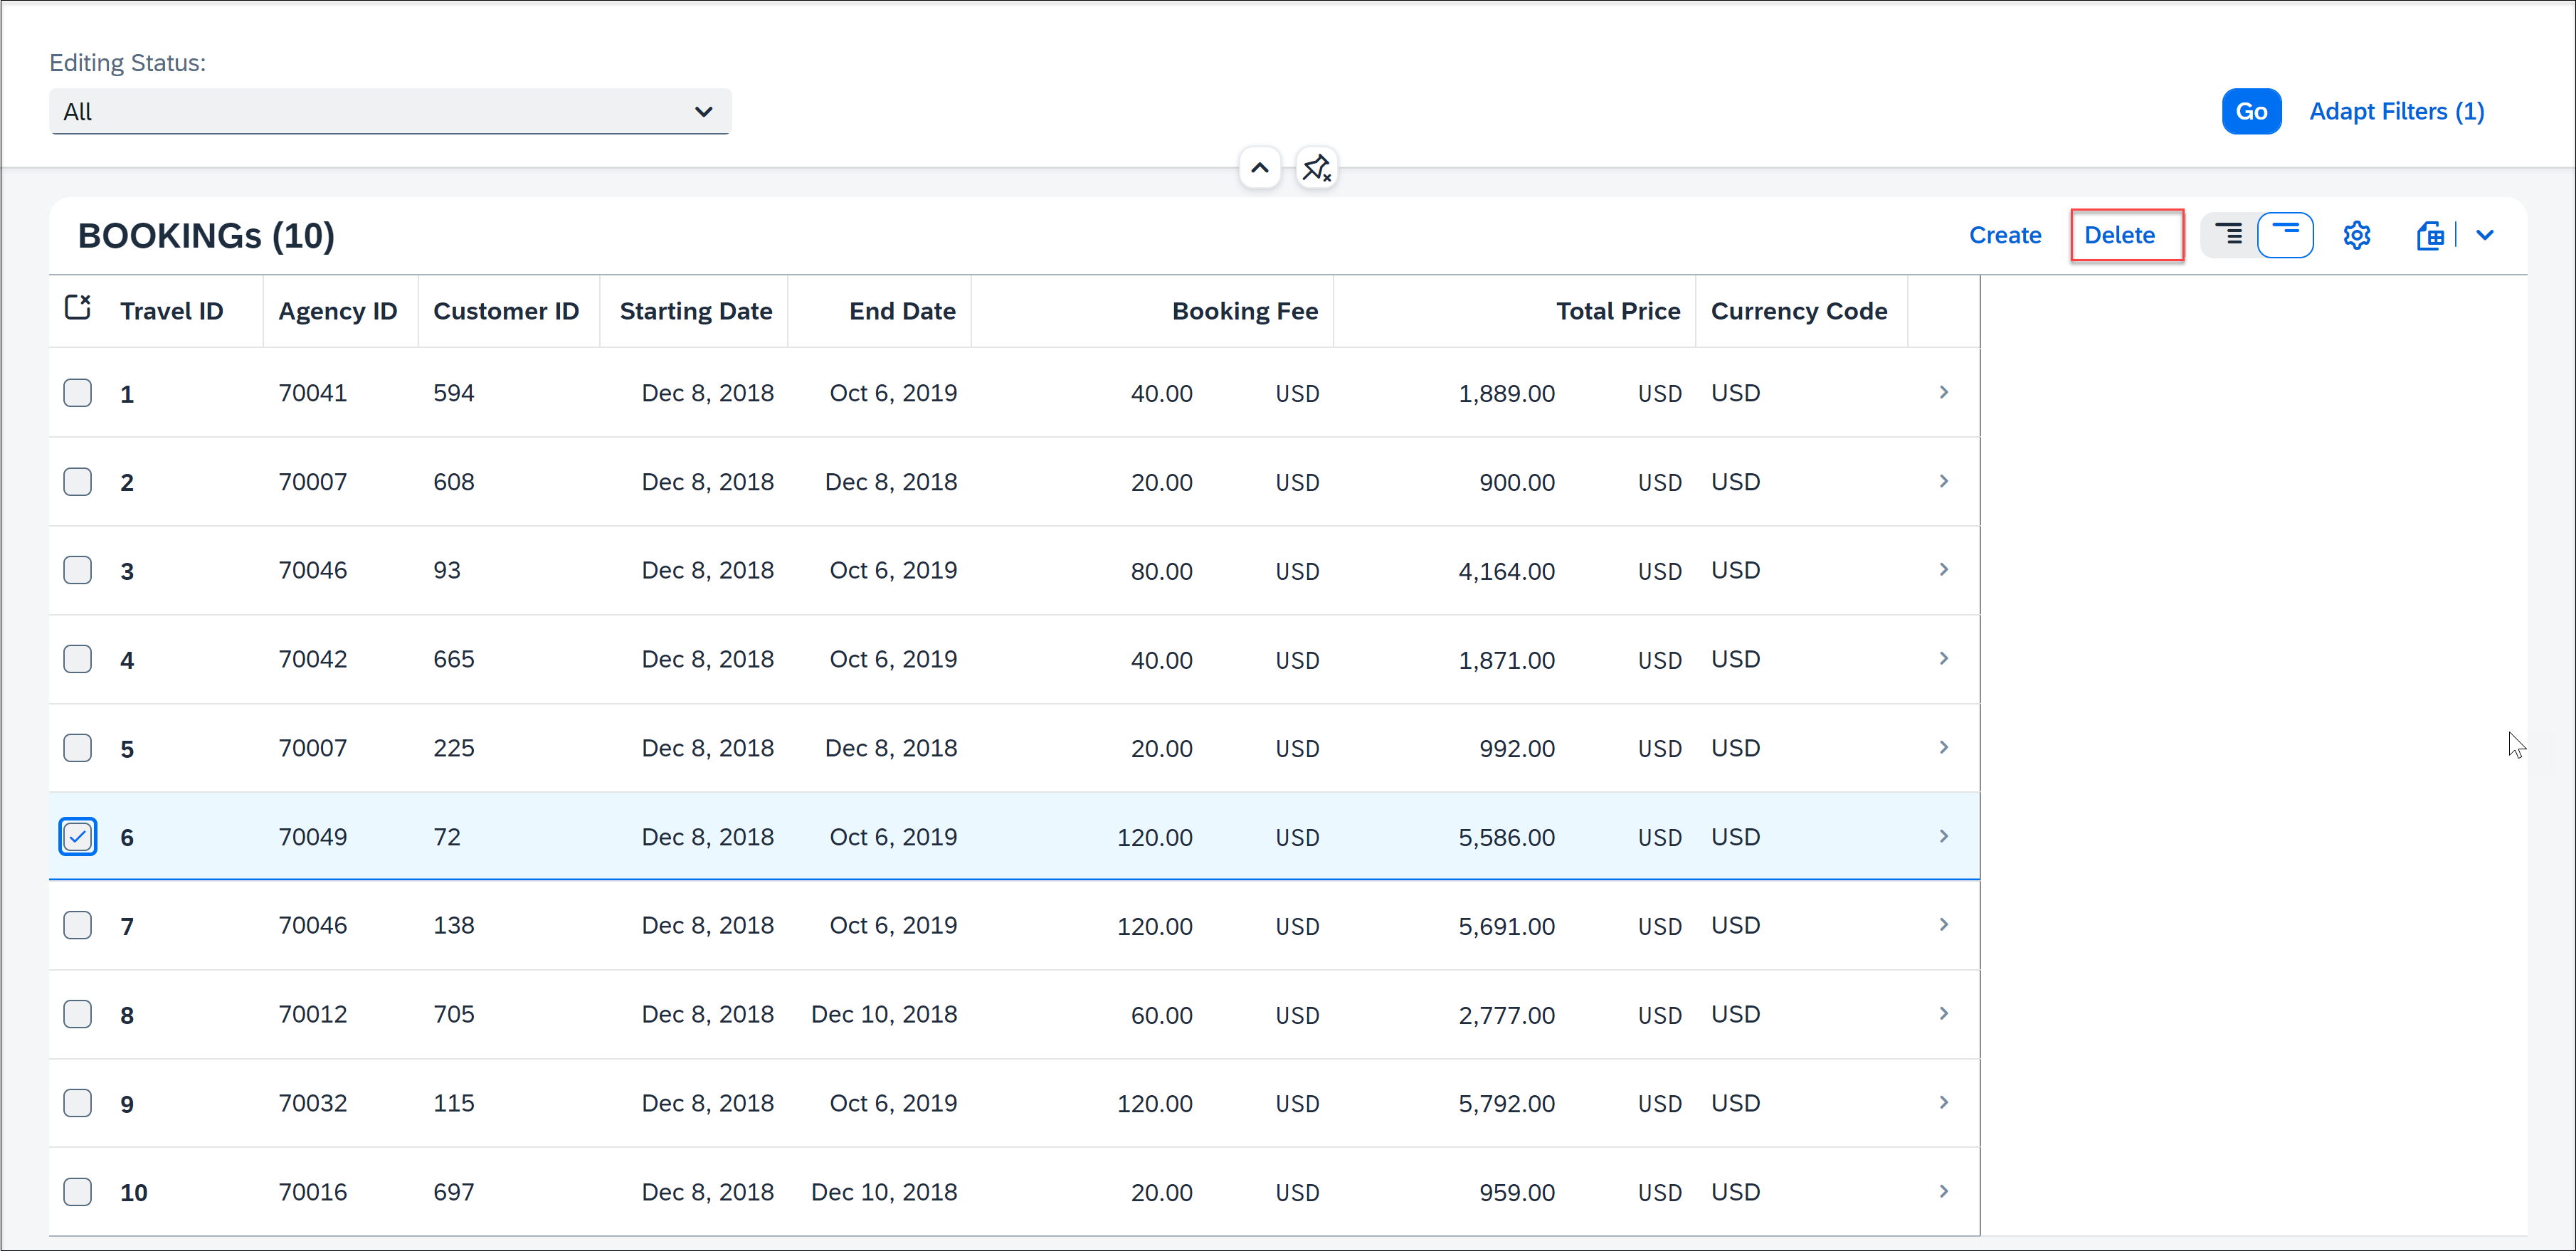 Editing Status:
All
Go Adapt Filters (1)
BOOKINGs (10) Create Delete
Travel ID Agency ID Customer ID Starting Date End Date Booking Fee Total Price Currency Code
1 70041 594 Dec 8, 2018 Oct 6, 2019 40.00 USD 1,889.00 USD USD
2 70007 608 Dec 8, 2018 Dec 8, 2018 20.00 USD 900.00 USD USD
3 70046 93 Dec 8, 2018 Oct 6, 2019 80.00 USD 4,164.00 USD USD
4 70042 665 Dec 8, 2018 Oct 6, 2019 40.00 USD 1,871.00 USD USD
5 70007 225 Dec 8, 2018 Dec 8, 2018 20.00 USD 992.00 USD USD
6 70049 72 Dec 8, 2018 Oct 6, 2019 120.00 USD 5,586.00 USD USD
7 70046 138 Dec 8, 2018 Oct 6, 2019 120.00 USD 5,691.00 USD USD
8 70012 705 Dec 8, 2018 Dec 10, 2018 60.00 USD 2,777.00 USD USD
9 70032 115 Dec 8, 2018 Oct 6, 2019 120.00 USD 5,792.00 USD USD
10 70016 697 Dec 8, 2018 Dec 10, 2018 20.00 USD 959.00 USD USD